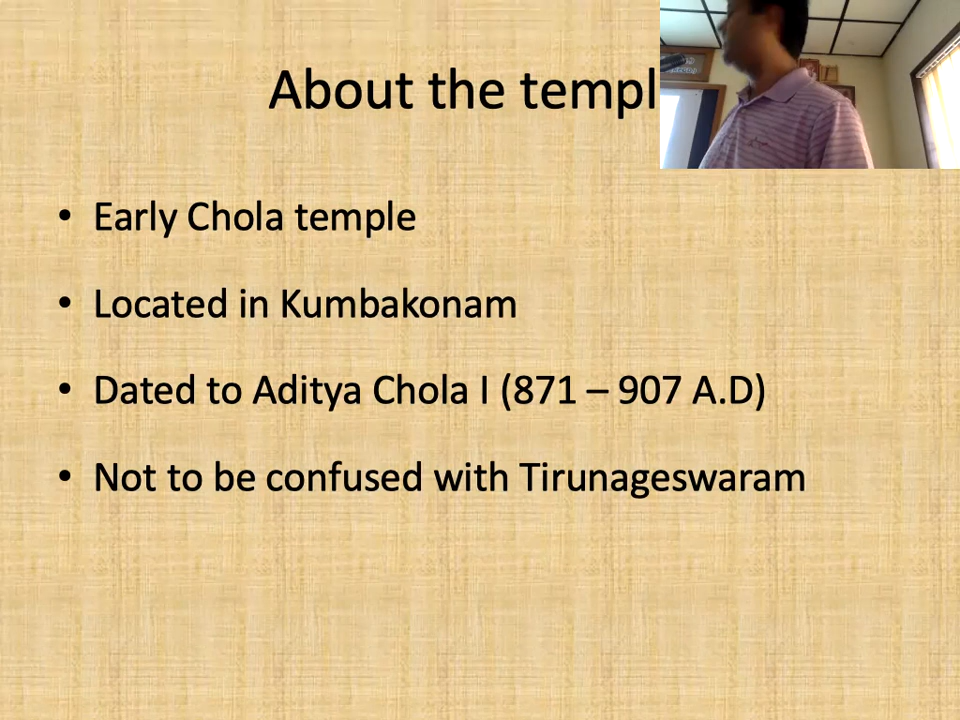 About the templ
• Early Chola temple
• Located in Kumbakonam
• Dated to Aditya Chola I (871 – 907 A.D)
• Not to be confused with Tirunageswaram